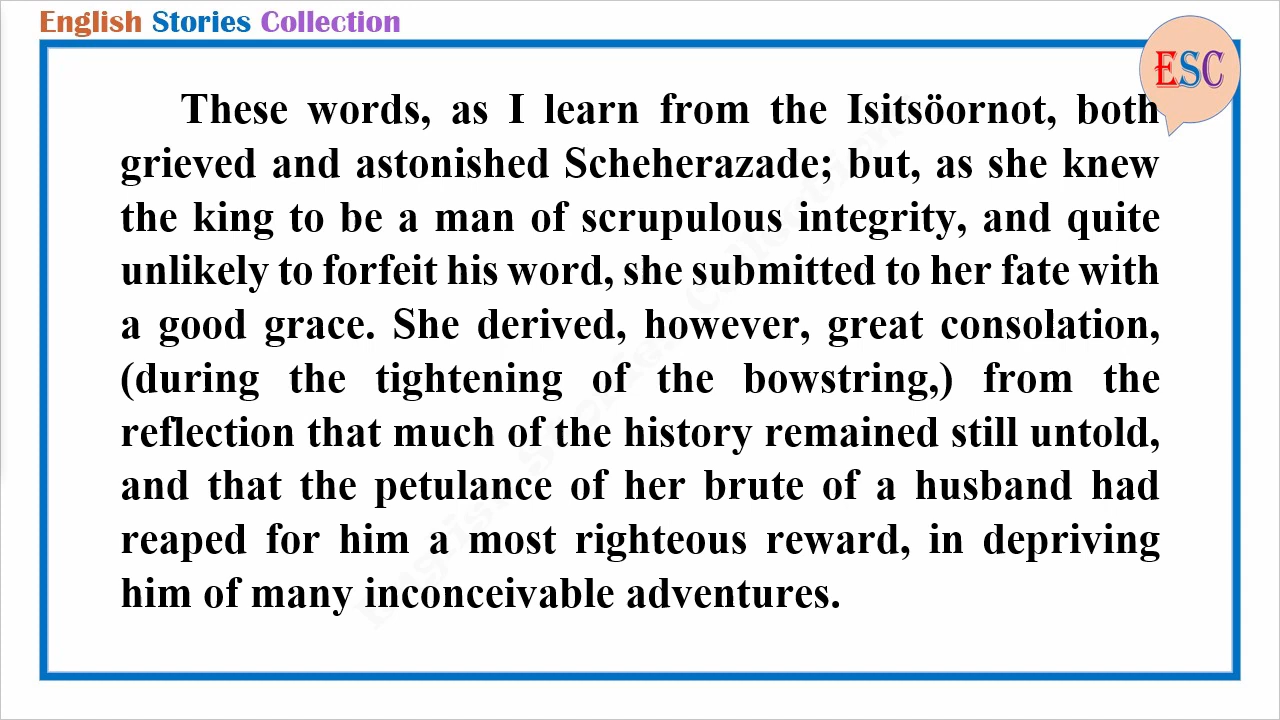 English Stories Collection
ESC
These words, as I learn from the Isitsöornot, both
grieved and astonished Scheherazade; but, as she knew
the king to be a man of scrupulous integrity, and quite
unlikely to forfeit his word, she submitted to her fate with
a good grace. She derived, however, great consolation,
(during the tightening of the bowstring,) from the
reflection that much of the history remained still untold,
and that the petulance of her brute of a husband had
reaped for him a most righteous reward, in depriving
him of many inconceivable adventures.
English Stories Collection